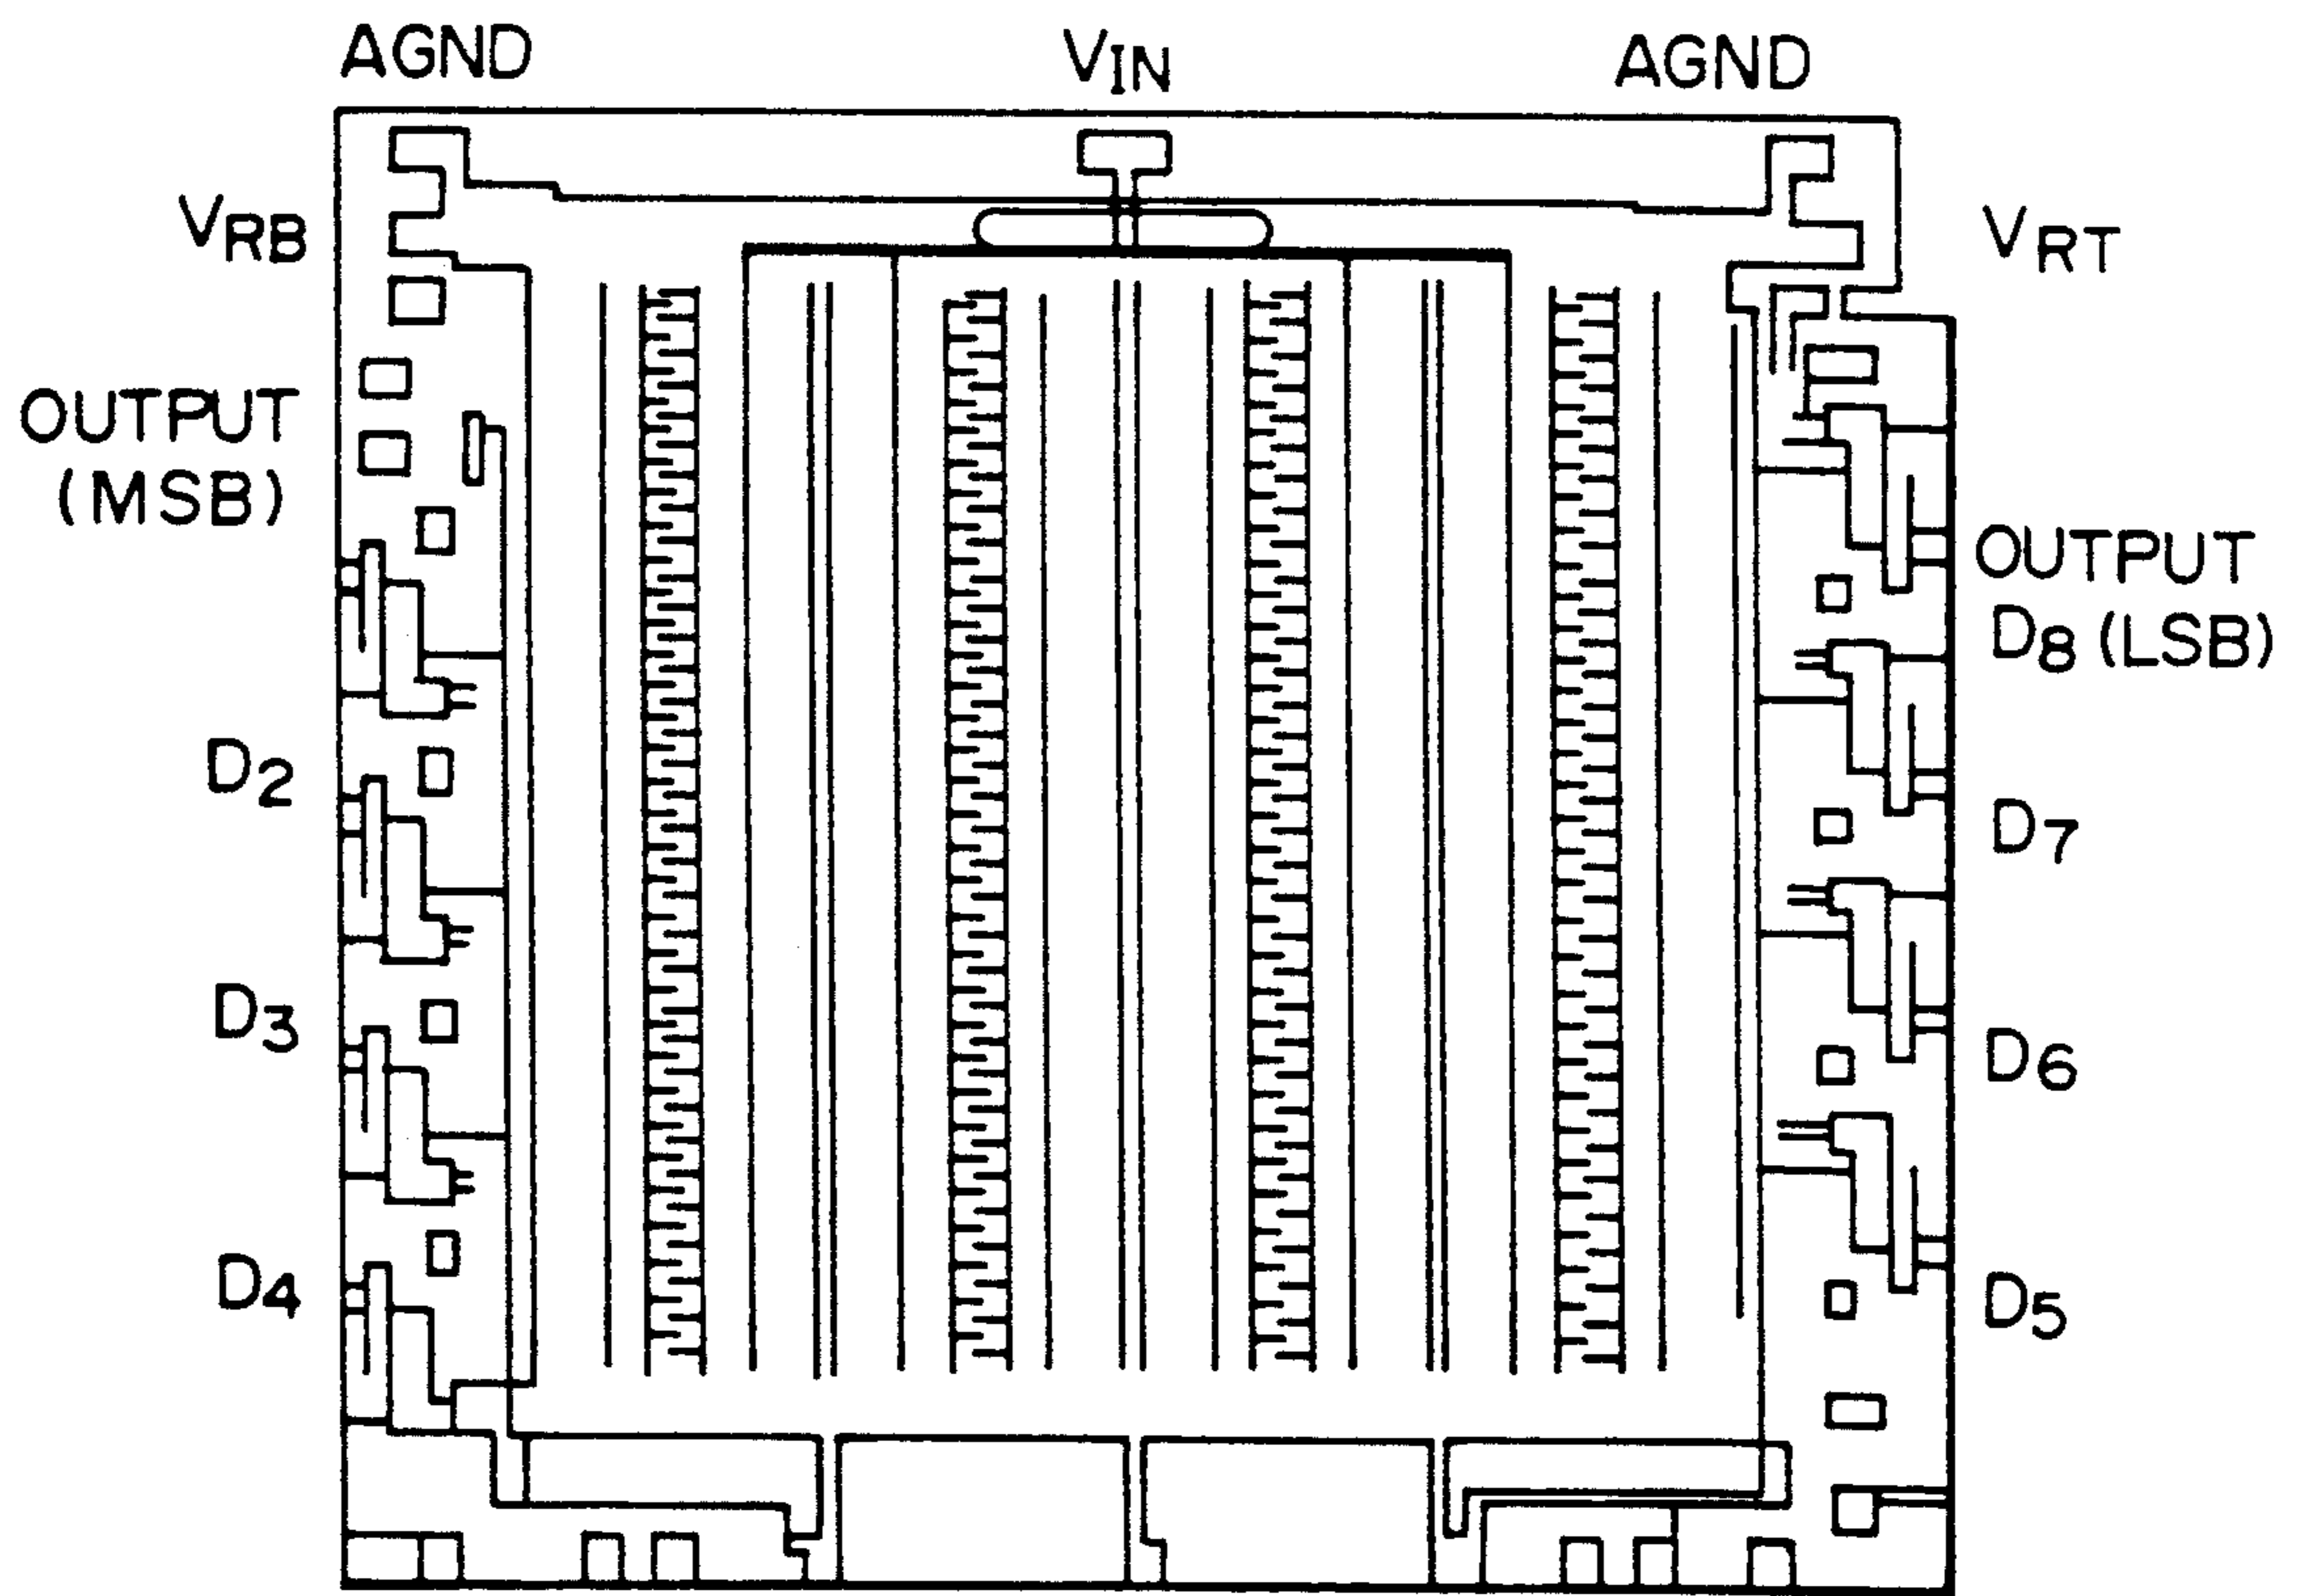 AGND
VIN
AGND
VRB
VRT
OUTPUT
(MSB)
OUTPUT
D8 (LSB)
D2
D7
D3
D6
D4
D5